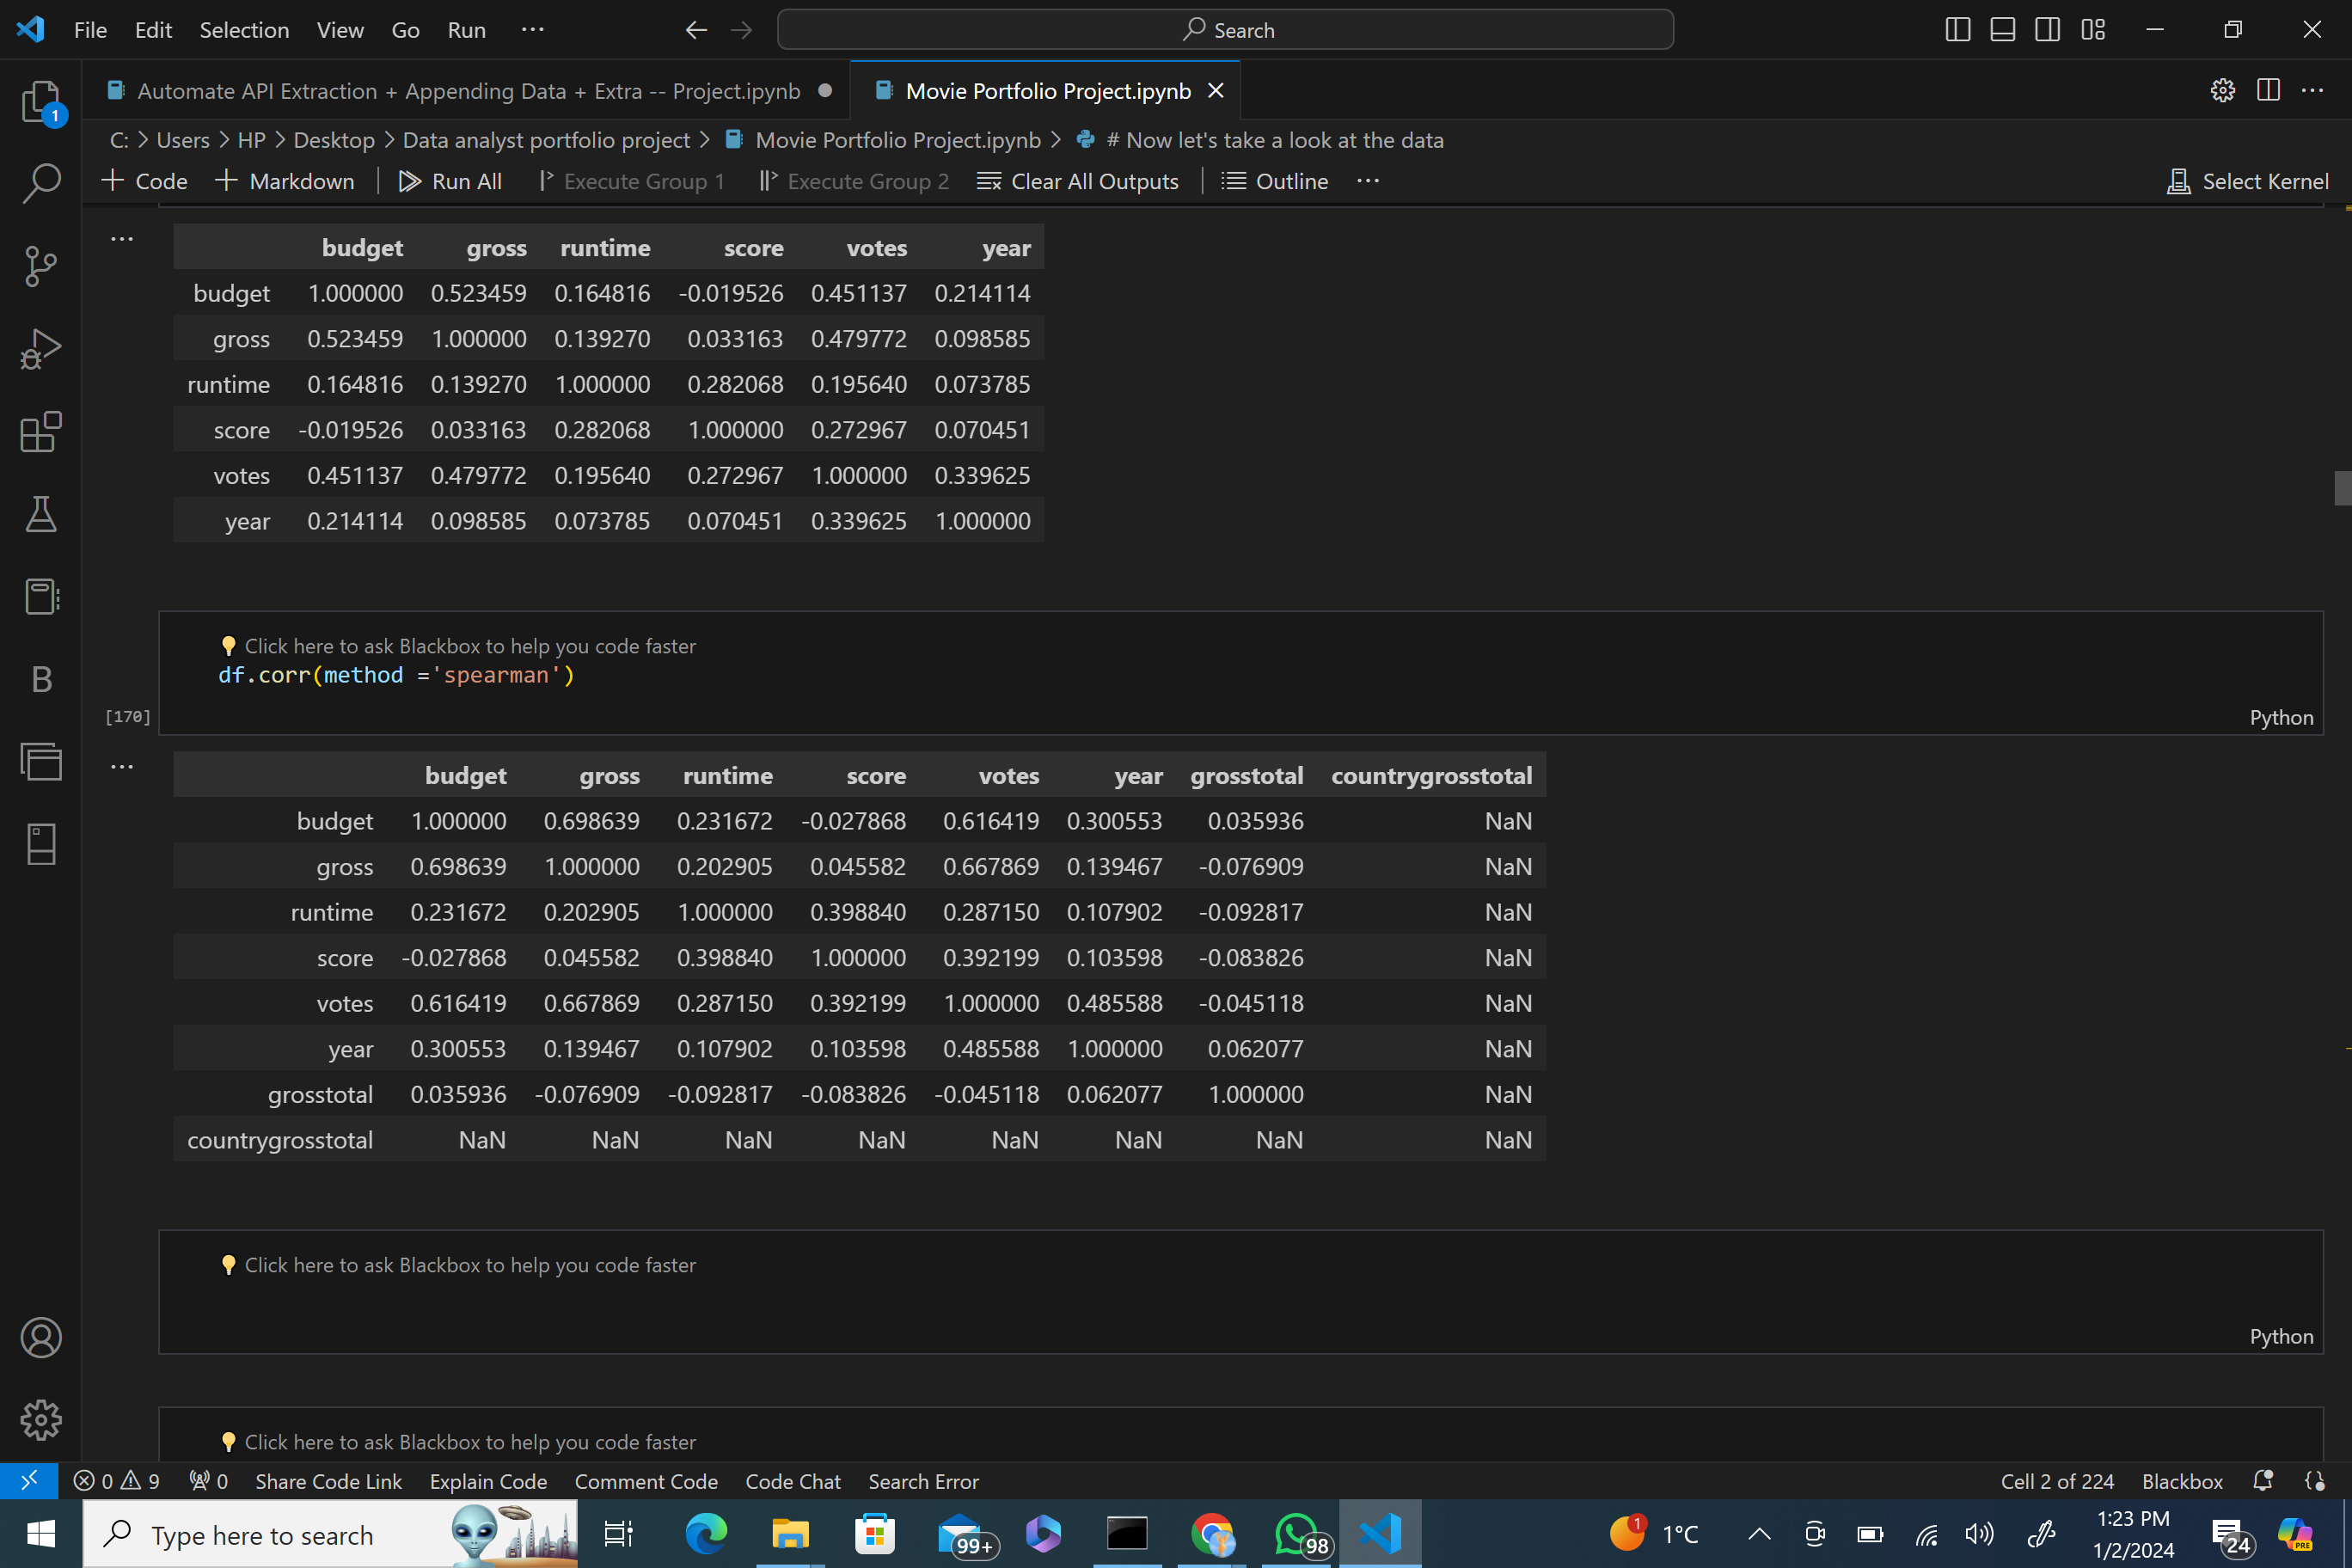 File Edit Selection View Go Run ··· Search
Automate API Extraction + Appending Data + Extra -- Project.ipynb Movie Portfolio Project.ipynb
1
C: > Users > HP > Desktop > Data analyst portfolio project > Movie Portfolio Project.ipynb > # Now let's take a look at the data
+ Code + Markdown | Run All Execute Group 1 Execute Group 2 Clear All Outputs | Outline ··· Select Kernel
budget gross runtime score votes year
budget 1.000000 0.523459 0.164816 -0.019526 0.451137 0.214114
gross 0.523459 1.000000 0.139270 0.033163 0.479772 0.098585
runtime 0.164816 0.139270 1.000000 0.282068 0.195640 0.073785
score -0.019526 0.033163 0.282068 1.000000 0.272967 0.070451
votes 0.451137 0.479772 0.195640 0.272967 1.000000 0.339625
year 0.214114 0.098585 0.073785 0.070451 0.339625 1.000000
Click here to ask Blackbox to help you code faster
df.corr(method ='spearman')
[170] Python
budget gross runtime score votes year grosstotal countrygrosstotal
budget 1.000000 0.698639 0.231672 -0.027868 0.616419 0.300553 0.035936 NaN
gross 0.698639 1.000000 0.202905 0.045582 0.667869 0.139467 -0.076909 NaN
runtime 0.231672 0.202905 1.000000 0.398840 0.287150 0.107902 -0.092817 NaN
score -0.027868 0.045582 0.398840 1.000000 0.392199 0.103598 -0.083826 NaN
votes 0.616419 0.667869 0.287150 0.392199 1.000000 0.485588 -0.045118 NaN
year 0.300553 0.139467 0.107902 0.103598 0.485588 1.000000 0.062077 NaN
grosstotal 0.035936 -0.076909 -0.092817 -0.083826 -0.045118 0.062077 1.000000 NaN
countrygrosstotal NaN NaN NaN NaN NaN NaN NaN NaN
B
Click here to ask Blackbox to help you code faster
Python
Click here to ask Blackbox to help you code faster
0 9 0 Share Code Link Explain Code Comment Code Code Chat Search Error Cell 2 of 224 Blackbox
Type here to search 99+ 98 1 1°C 1:23 PM 24 PRE
1/2/2024